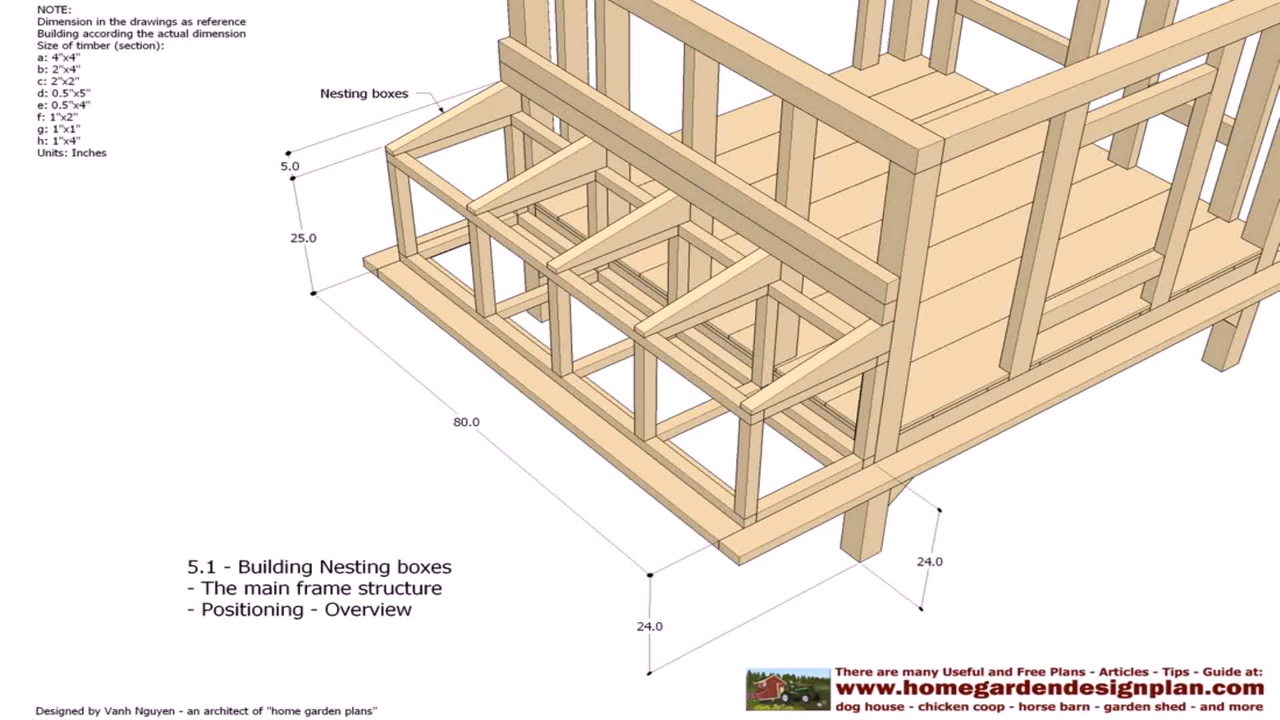 NOTE:
Dimension in the drawings as reference
Building according the actual dimension
Size of timber (section):
a: 4"x4"
b: 2"x4"
c: 2"x2"
d: 0.5"x5"
e: 0.5"x4"
f: 1"x2"
g: 1"x1"
h: 1"x4"
Units: Inches
Nesting boxes
5.0
25.0
80.0
24.0
24.0
5.1 - Building Nesting boxes
- The main frame structure
- Positioning - Overview
Designed by Vanh Nguyen - an architect of "home garden plans"
There are many Useful and Free Plans - Articles - Tips - Guide at:
www.homegardendesignplan.com
dog house - chicken coop - horse barn - garden shed - and more